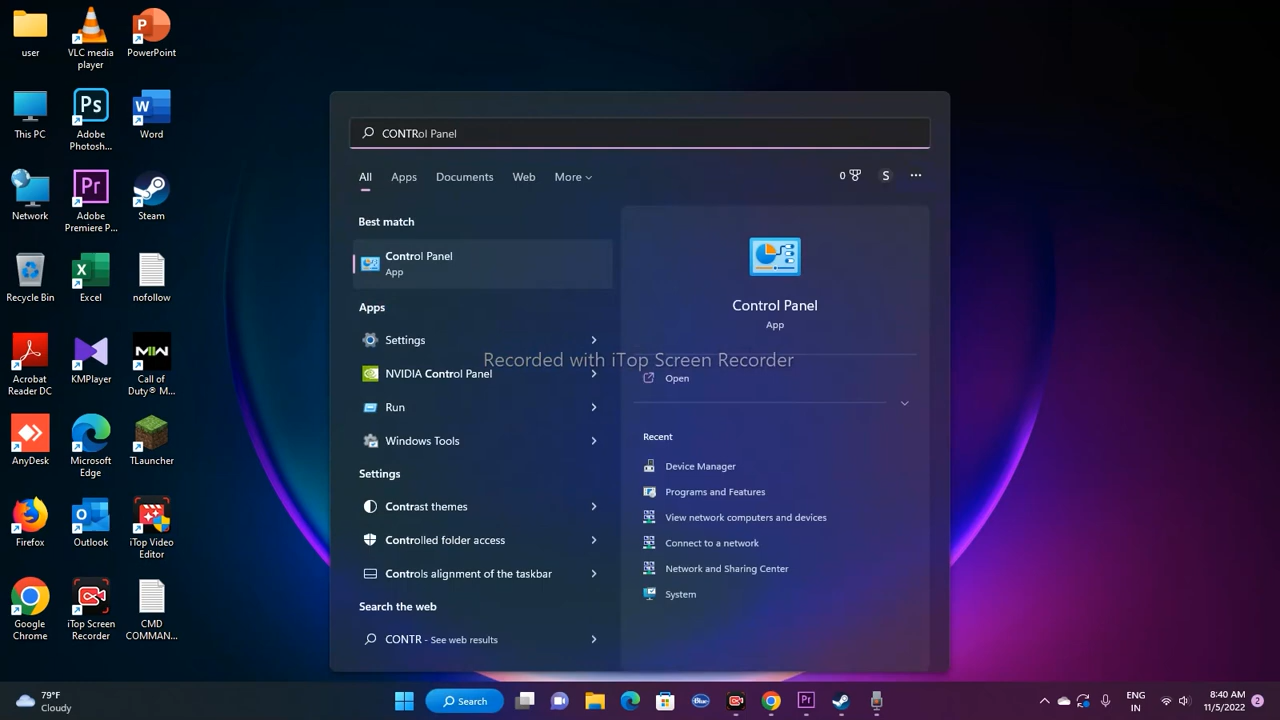 user
VLC media
player
PowerPoint
This PC
Adobe
Photosh...
Word
Network
Adobe
Premiere P...
Steam
Recycle Bin
Excel
nofollow
Acrobat
Reader DC
KMPlayer
Call of
Duty® M...
AnyDesk
Microsoft
Edge
TLauncher
Firefox
Outlook
iTop Video
Editor
Google
Chrome
iTop Screen
Recorder
CMD
COMMAN...
CONTRol Panel
All
Apps
Documents
Web
More
0
S
Best match
Control Panel
App
Apps
Settings
NVIDIA Control Panel
Run
Windows Tools
Settings
Contrast themes
Controlled folder access
Controls alignment of the taskbar
Search the web
CONTR - See web results
Control Panel
App
Recorded with iTop Screen Recorder
Open
Recent
Device Manager
Programs and Features
View network computers and devices
Connect to a network
Network and Sharing Center
System
79°F
Cloudy
Search
ENG
IN
8:40 AM
11/5/2022
2